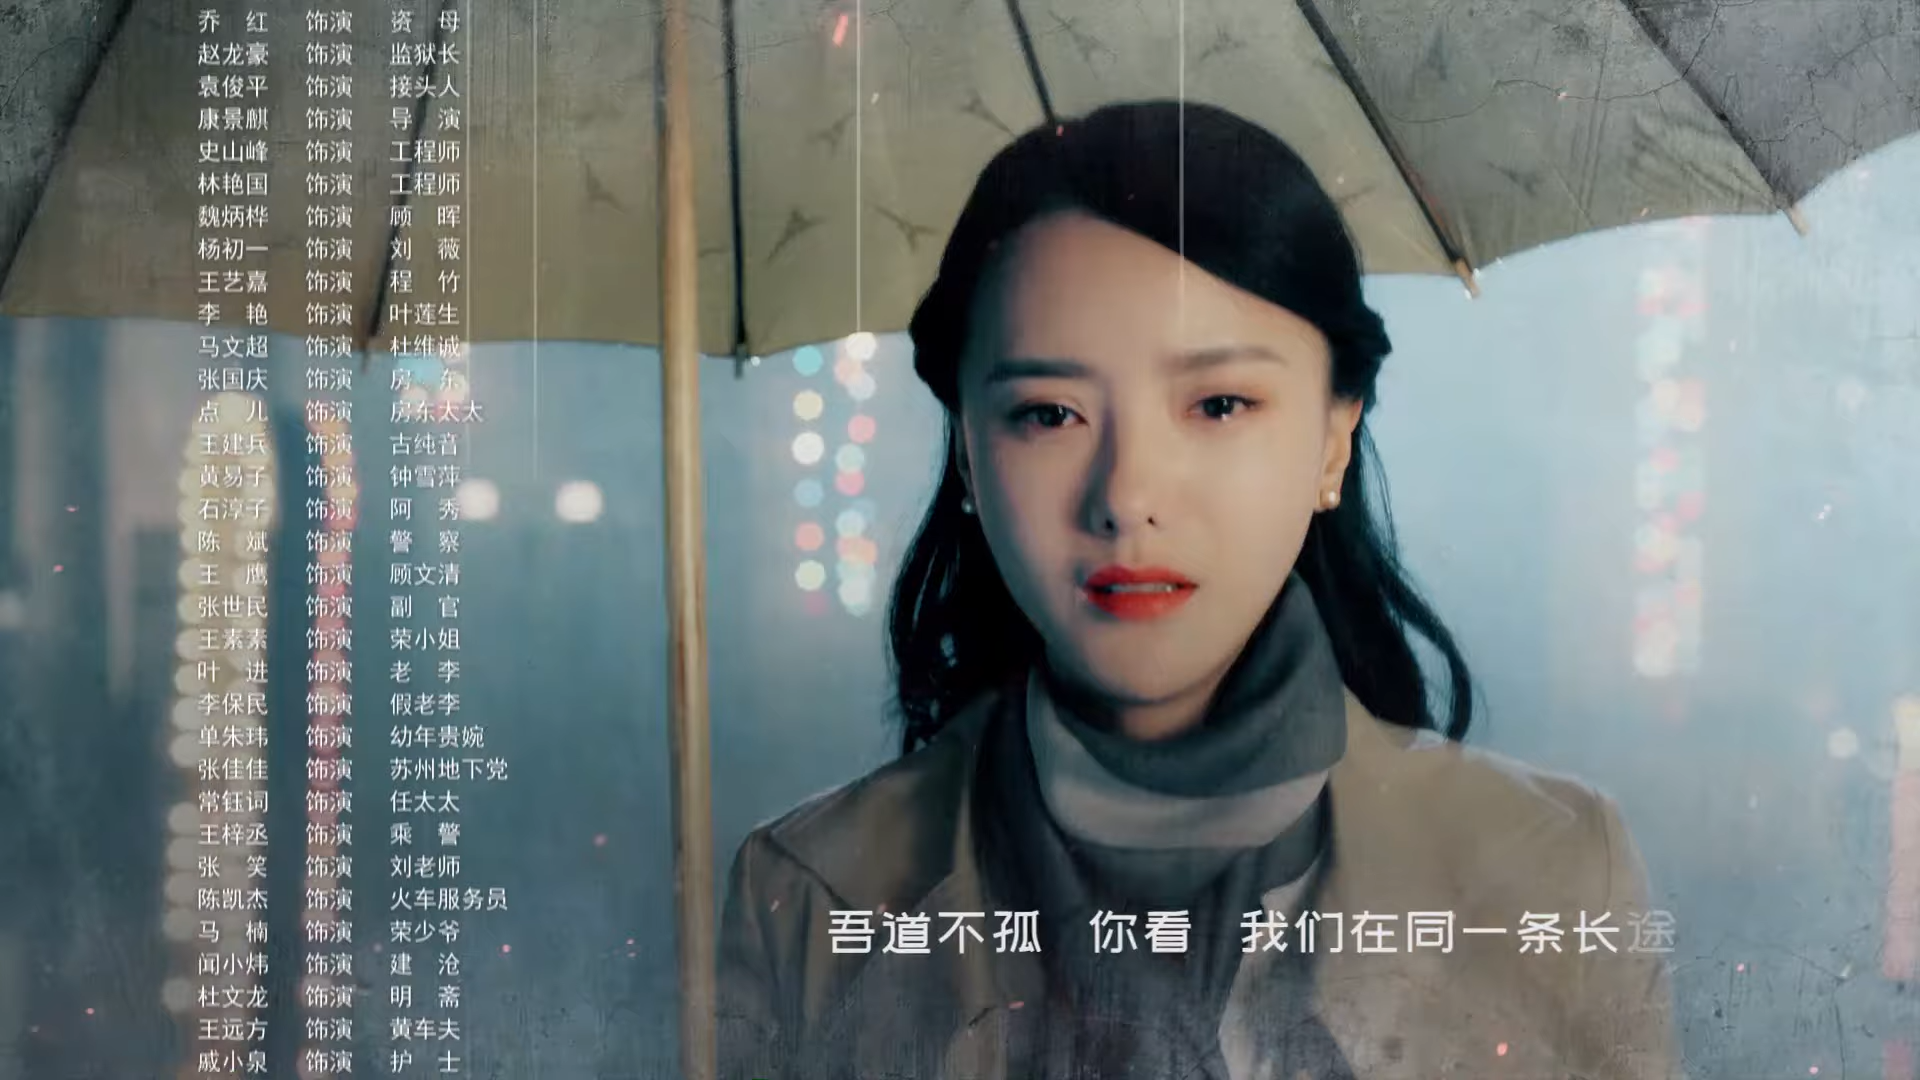 乔　红　饰演　资　母
赵龙豪　饰演　监狱长
袁俊平　饰演　接头人
康景麒　饰演　导　演
史山峰　饰演　工程师
林艳国　饰演　工程师
魏炳桦　饰演　顾　晖
杨初一　饰演　刘　薇
王艺嘉　饰演　程　竹
李　艳　饰演　叶莲生
马文超　饰演　杜维诚
张国庆　饰演　房　东
点　儿　饰演　房东太太
王建兵　饰演　古纯音
黄易子　饰演　钟雪萍
石淳子　饰演　阿　秀
陈　斌　饰演　警　察
王　鹰　饰演　顾文清
张世民　饰演　副　官
王素素　饰演　荣小姐
叶　进　饰演　老　李
李保民　饰演　假老李
单朱玮　饰演　幼年贵婉
张佳佳　饰演　苏州地下党
常钰词　饰演　任太太
王梓丞　饰演　乘　警
张　笑　饰演　刘老师
陈凯杰　饰演　火车服务员
马　楠　饰演　荣少爷
闻小炜　饰演　建　沧
杜文龙　饰演　明　斋
王远方　饰演　黄车夫
戚小泉　饰演　护　士
吾道不孤　你看　我们在同一条长途